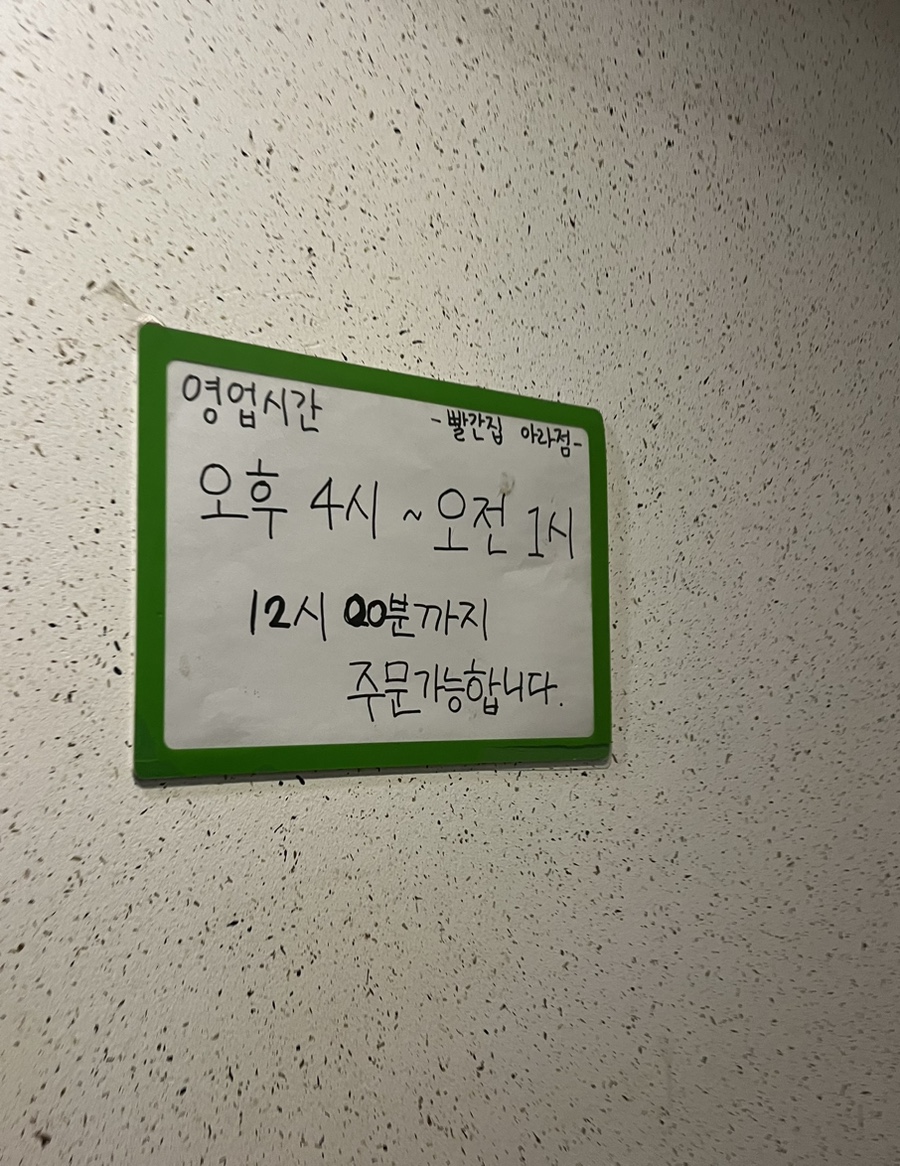 영업시간
-빨간집 아라점-
오후 4시 ~ 오전 1시
12시 00분까지
주문가능합니다.